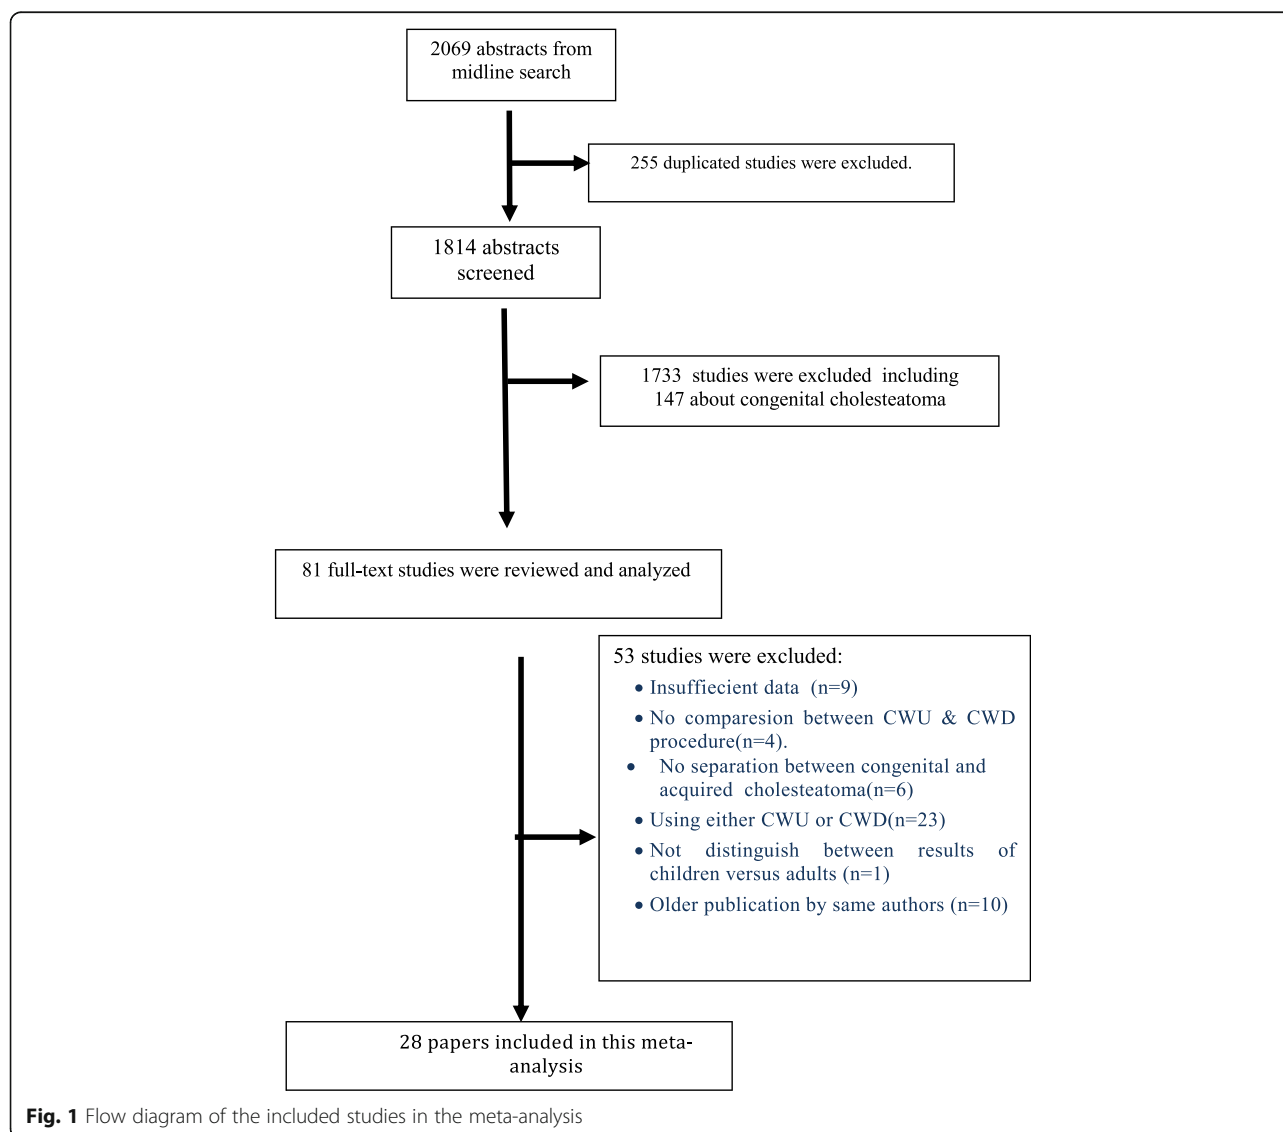 2069 abstracts from
midline search
255 duplicated studies were excluded.
1814 abstracts
screened
1733 studies were excluded including
147 about congenital cholesteatoma
81 full-text studies were reviewed and analyzed
53 studies were excluded:
• Insuffiecient data (n=9)
• No comparesion between CWU & CWD
procedure(n=4).
• No separation between congenital and
acquired cholesteatoma(n=6)
• Using either CWU or CWD(n=23)
• Not distinguish between results of
children versus adults (n=1)
• Older publication by same authors (n=10)
28 papers included in this meta-
analysis
Fig. 1 Flow diagram of the included studies in the meta-analysis